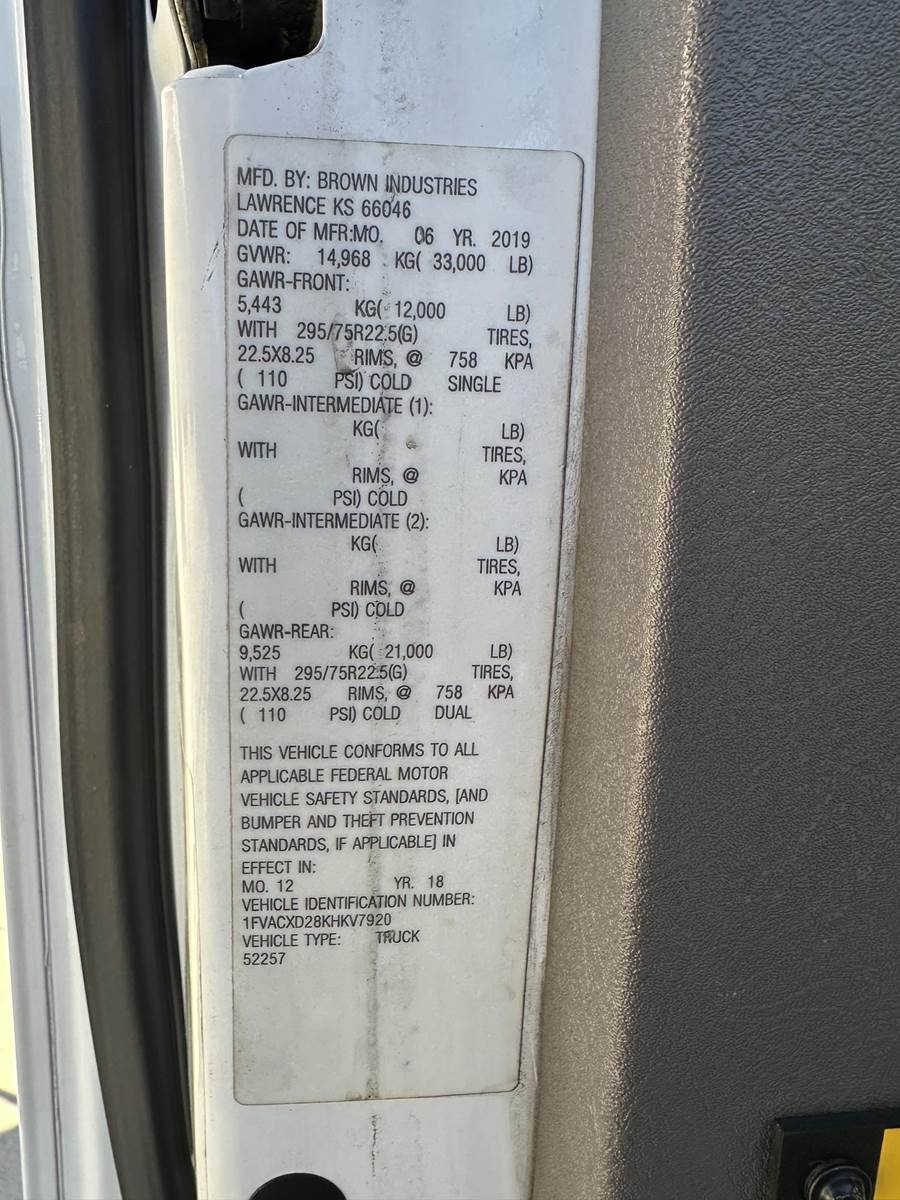 MFD. BY: BROWN INDUSTRIES
LAWRENCE KS 66046
DATE OF MFR:MO. 06 YR. 2019
GVWR: 14,968 KG( 33,000 LB)
GAWR-FRONT:
5,443 KG( 12,000 LB)
WITH 295/75R22.5(G) TIRES,
22.5X8.25 RIMS, @ 758 KPA
( 110 PSI) COLD SINGLE
GAWR-INTERMEDIATE (1):
KG( LB)
WITH TIRES,
RIMS, @ KPA
( PSI) COLD
GAWR-INTERMEDIATE (2):
KG( LB)
WITH TIRES,
RIMS, @ KPA
( PSI) COLD
GAWR-REAR:
9,525 KG( 21,000 LB)
WITH 295/75R22.5(G) TIRES,
22.5X8.25 RIMS, @ 758 KPA
( 110 PSI) COLD DUAL
THIS VEHICLE CONFORMS TO ALL
APPLICABLE FEDERAL MOTOR
VEHICLE SAFETY STANDARDS, [AND
BUMPER AND THEFT PREVENTION
STANDARDS, IF APPLICABLE] IN
EFFECT IN:
MO. 12 YR. 18
VEHICLE IDENTIFICATION NUMBER:
1FVACXD28KHKV7920
VEHICLE TYPE: TRUCK
52257